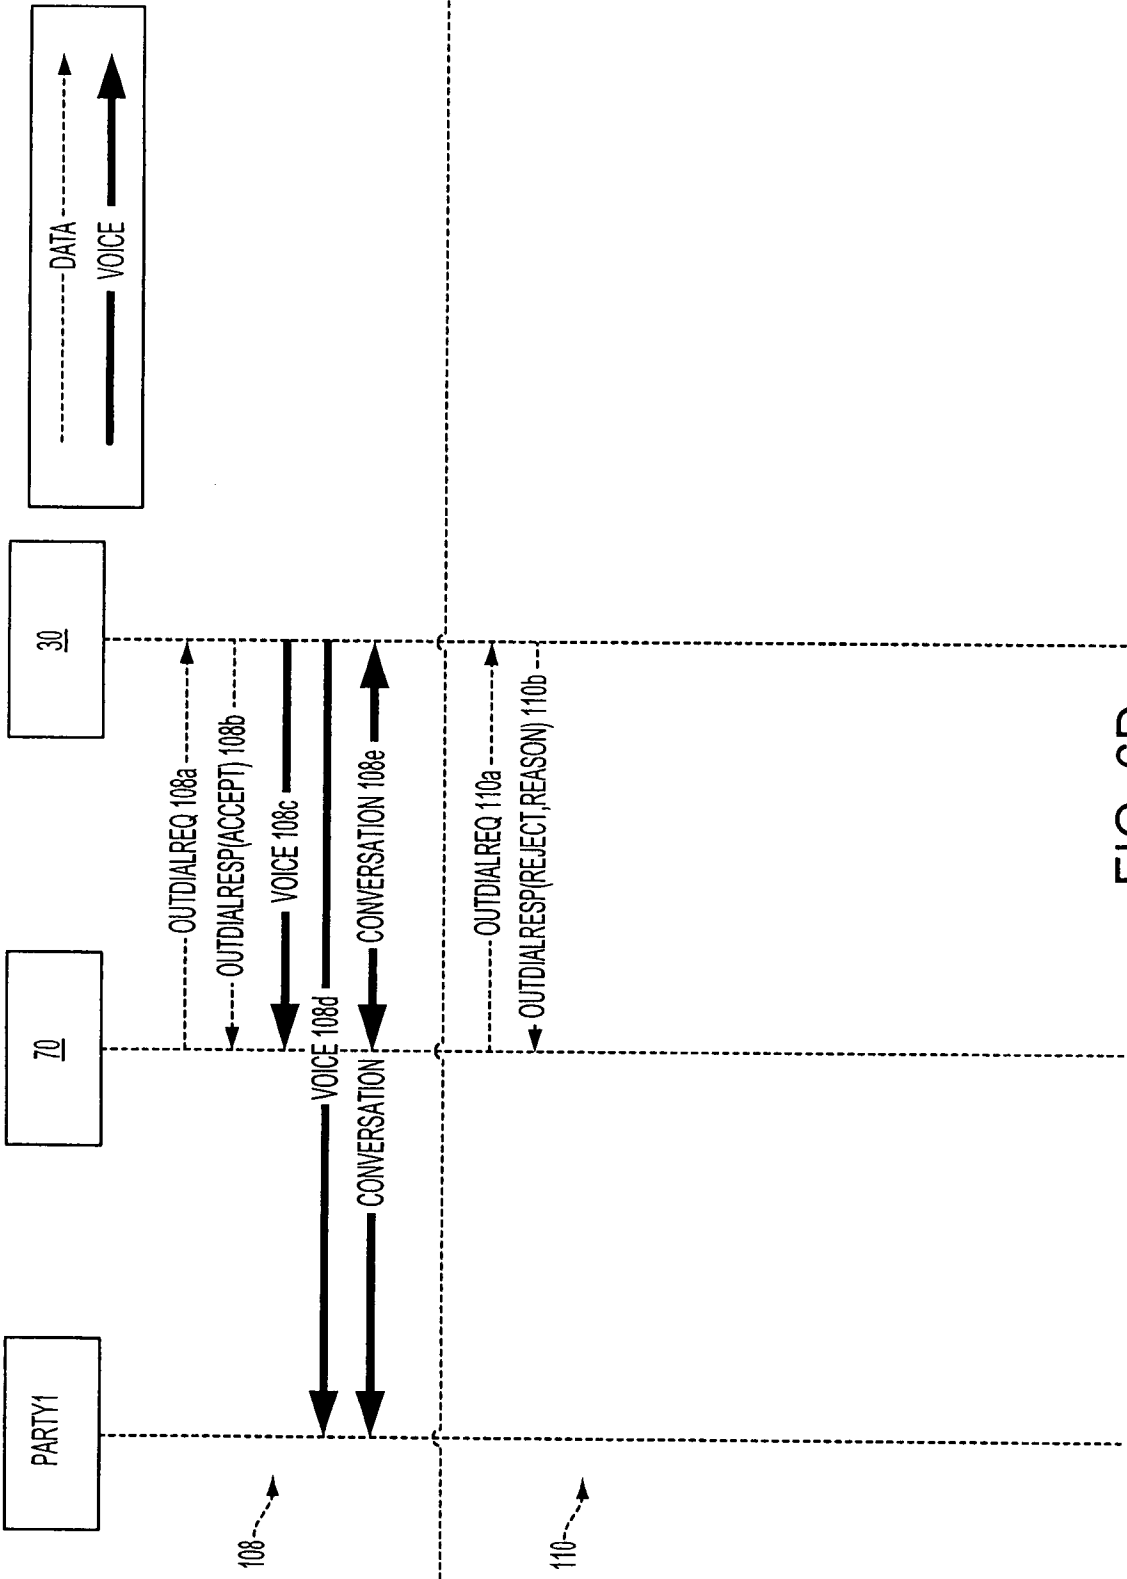 PARTY1
70
30
DATA
VOICE
108
OUTDIALREQ 108a
OUTDIALRESP(ACCEPT) 108b
VOICE 108c
VOICE 108d
CONVERSATION
CONVERSATION 108e
110
OUTDIALREQ 110a
OUTDIALRESP(REJECT,REASON) 110b